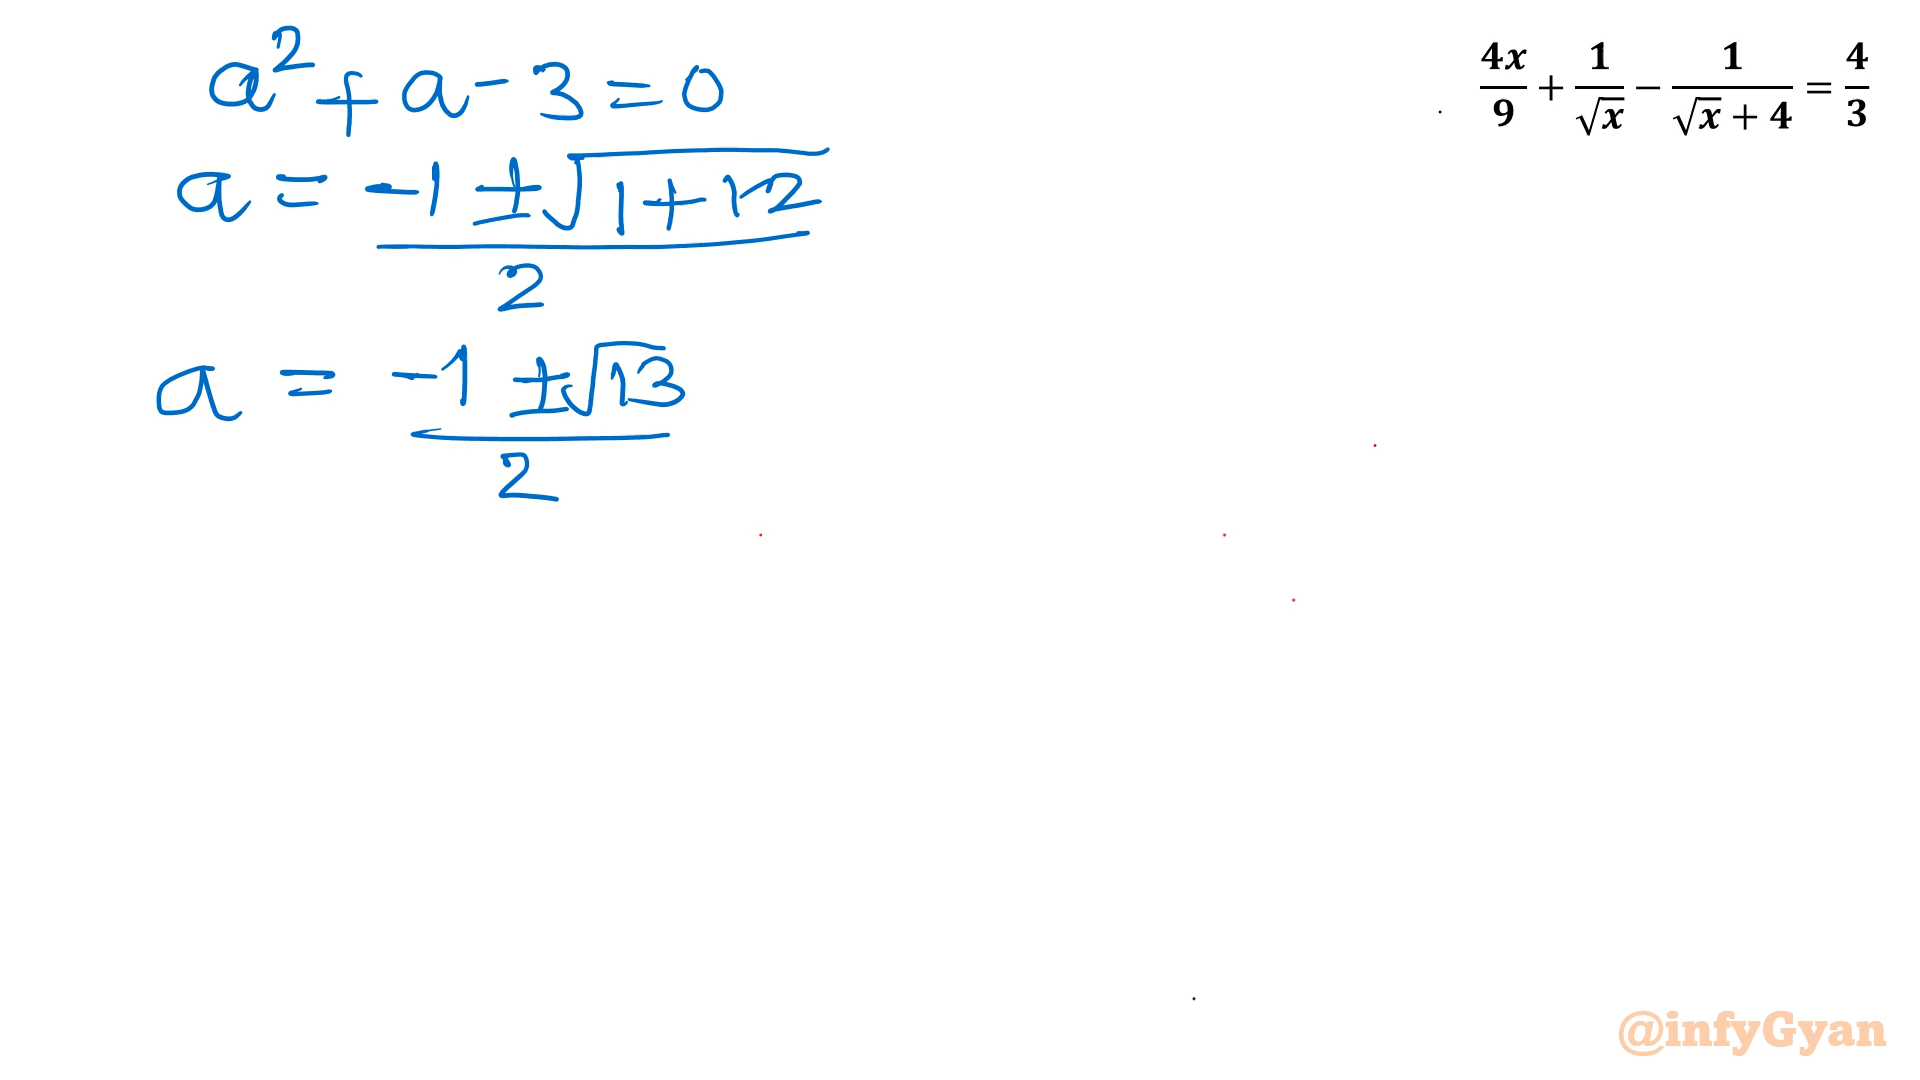 a² + a - 3 = 0
a = (-1 ± √(1+12))/2
a = (-1 ± √13)/2
4x/9 + 1/√x - 1/(√x + 4) = 4/3
@infyGyan